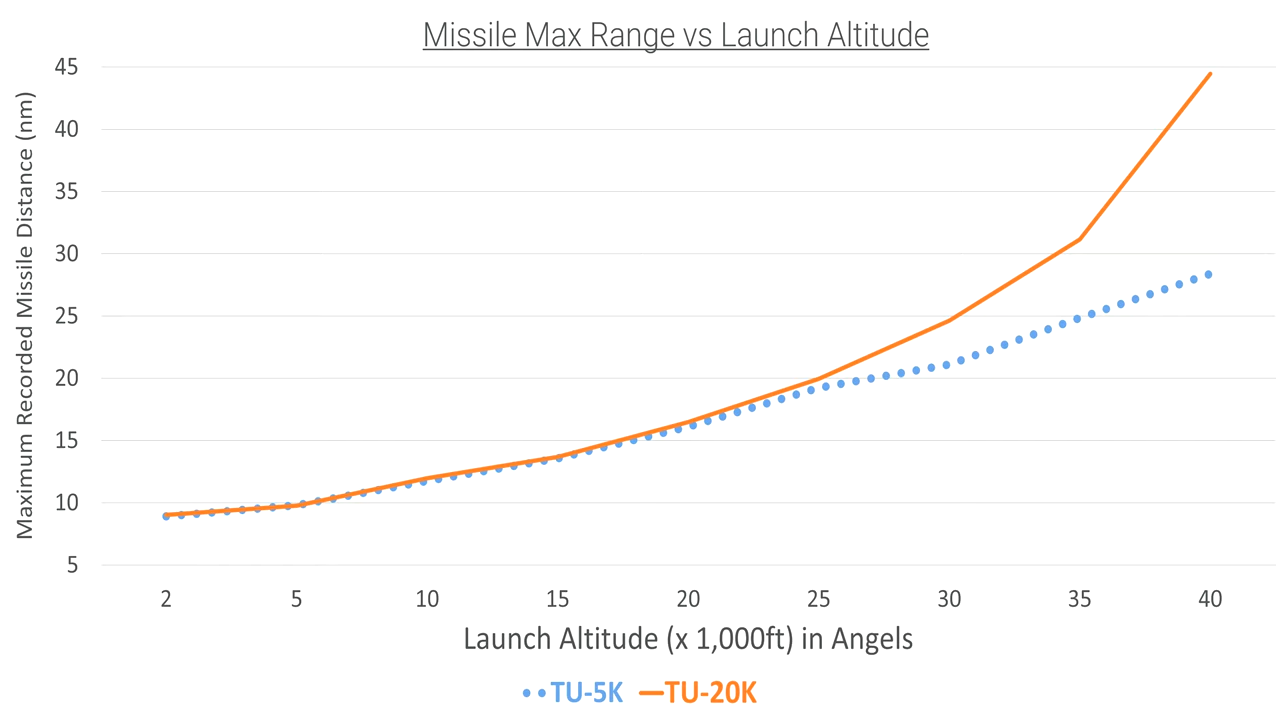 Missile Max Range vs Launch Altitude
Maximum Recorded Missile Distance (nm)
45
40
35
30
25
20
15
10
5
2 5 10 15 20 25 30 35 40
Launch Altitude (x 1,000ft) in Angels
TU-5K TU-20K